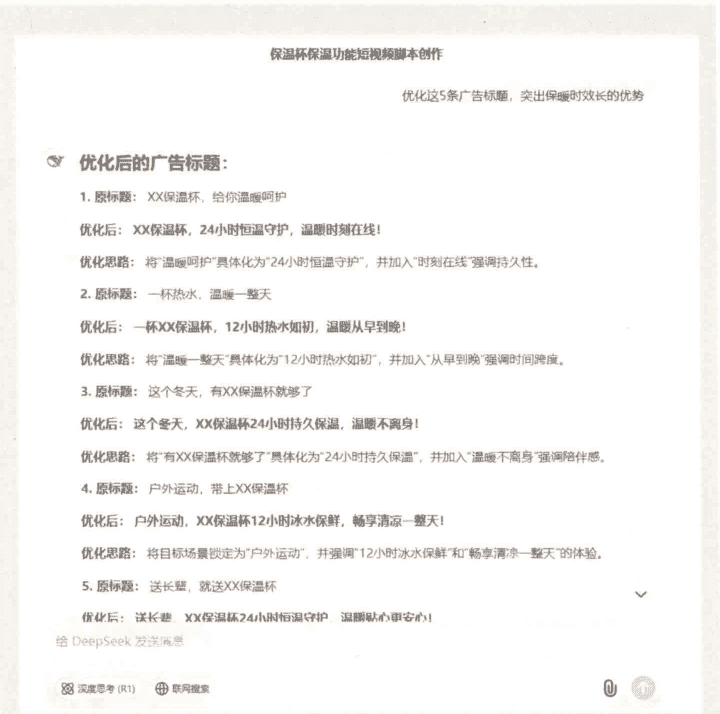 保温杯保温功能短视频脚本创作
优化这5条广告标题，突出保暖时效长的优势
优化后的广告标题：
1. 原标题： XX保温杯，给你温暖呵护
优化后： XX保温杯，24小时恒温守护，温暖时刻在线！
优化思路： 将“温暖呵护”具体化为“24小时恒温守护”，并加入“时刻在线”强调持久性。
2. 原标题： 一杯热水，温暖一整天
优化后： 一杯XX保温杯，12小时热水如初，温暖从早到晚！
优化思路： 将“温暖一整天”具体化为“12小时热水如初”，并加入“从早到晚”强调时间跨度。
3. 原标题： 这个冬天，有XX保温杯就够了
优化后： 这个冬天，XX保温杯24小时持久保温，温暖不离身！
优化思路： 将“有XX保温杯就够了”具体化为“24小时持久保温”，并加入“温暖不离身”强调陪伴感。
4. 原标题： 户外运动，带上XX保温杯
优化后： 户外运动，XX保温杯12小时冰水保鲜，畅享清凉一整天！
优化思路： 将目标场景锁定为“户外运动”，并强调“12小时冰水保鲜”和“畅享清凉一整天”的体验。
5. 原标题： 送长辈，就送XX保温杯
优化后： 送长辈，XX保温杯24小时恒温守护，温暖贴心更安心！
给 DeepSeek 发送消息
深度思考 (R1) 联网搜索